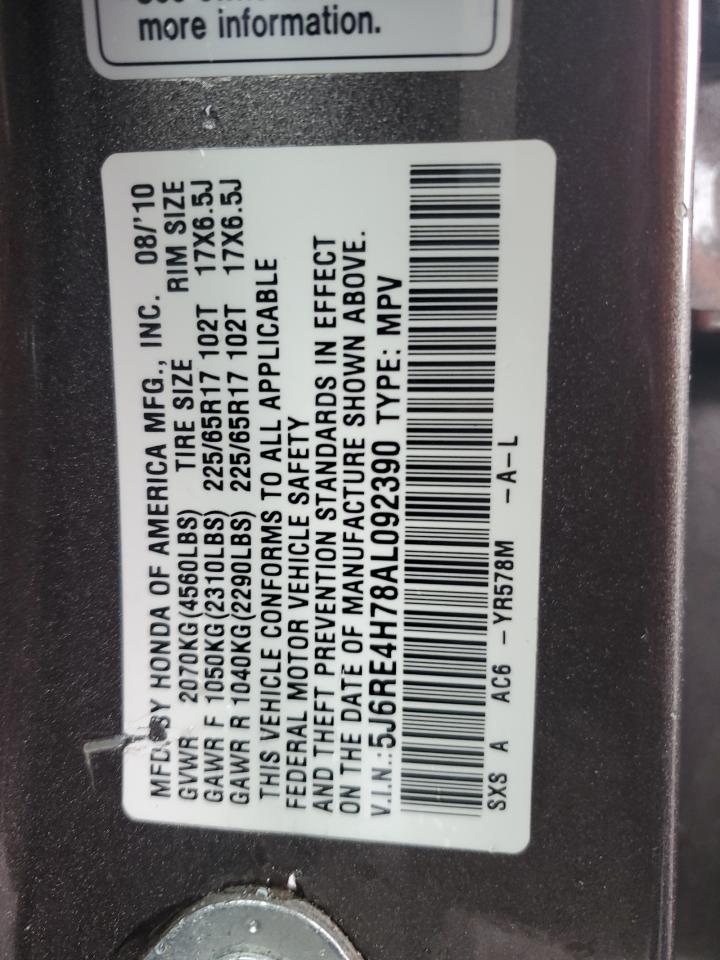 more information.
MFD. BY HONDA OF AMERICA MFG., INC. 08/'10
GVWR 2070KG(4560LBS) TIRE SIZE RIM SIZE
GAWR F 1050KG(2310LBS) 225/65R17 102T 17X6.5J
GAWR R 1040KG(2290LBS) 225/65R17 102T 17X6.5J
THIS VEHICLE CONFORMS TO ALL APPLICABLE
FEDERAL MOTOR VEHICLE SAFETY
AND THEFT PREVENTION STANDARDS IN EFFECT
ON THE DATE OF MANUFACTURE SHOWN ABOVE.
V.I.N.:5J6RE4H78AL092390 TYPE: MPV
SXS A AC6 -YR578M -A-L